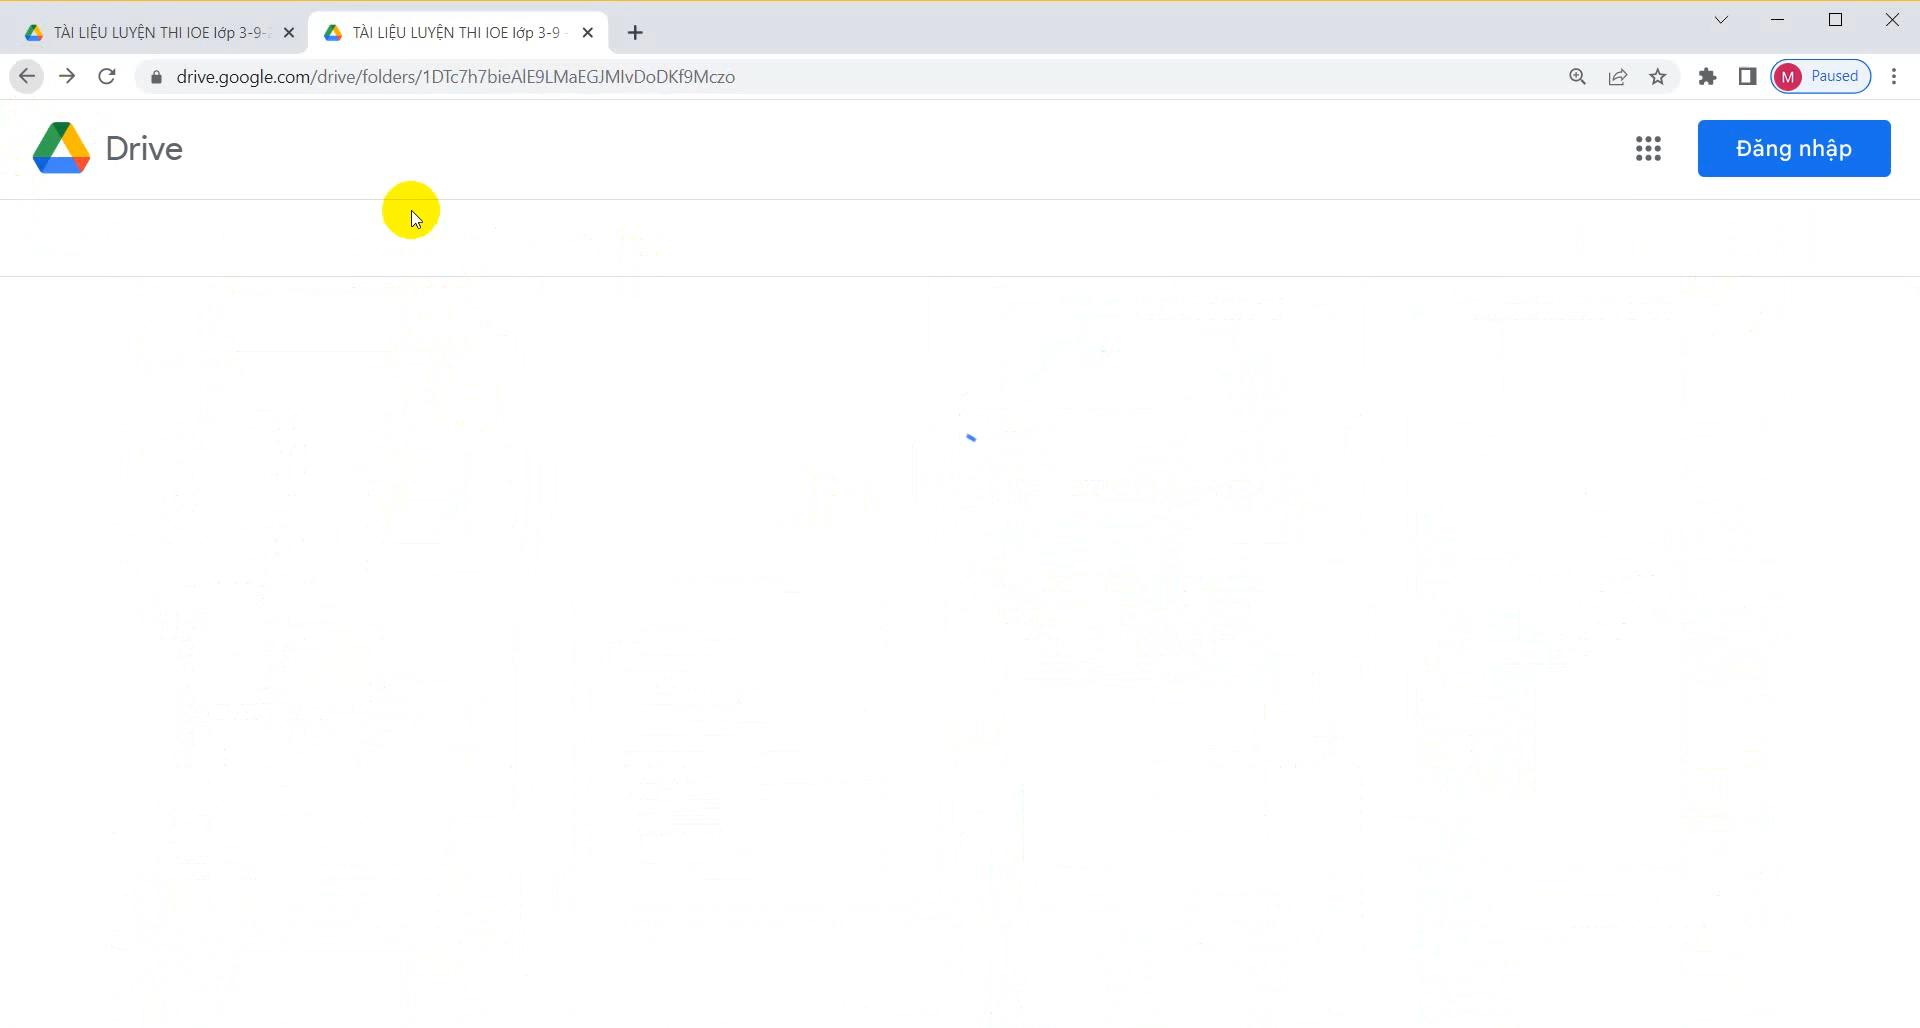 TÀI LIỆU LUYỆN THI IOE lớp 3-9-
TÀI LIỆU LUYỆN THI IOE lớp 3-9 -
drive.google.com/drive/folders/1DTc7h7bieAlE9LMaEGJMlvDoDKf9Mczo
M Paused
Drive
Đăng nhập